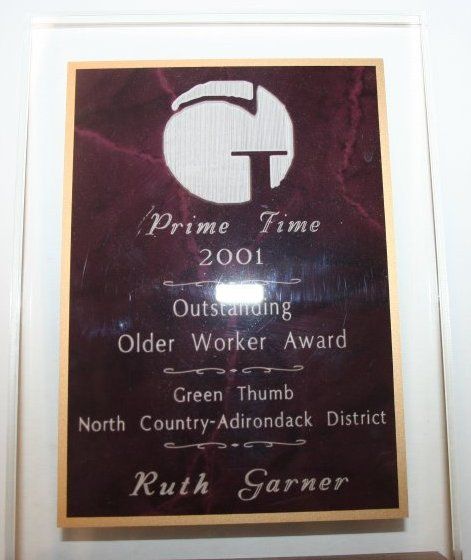 Prime Time
2001
Outstanding
Older Worker Award
Green Thumb
North Country-Adirondack District
Ruth Garner